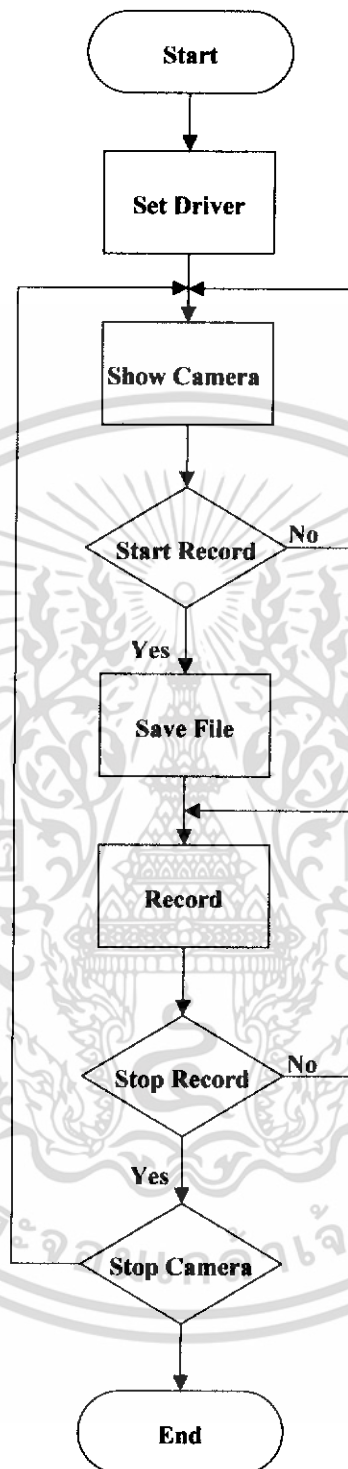 Start
Set Driver
Show Camera
Start Record
No
Yes
Save File
Record
Stop Record
No
Yes
Stop Camera
End